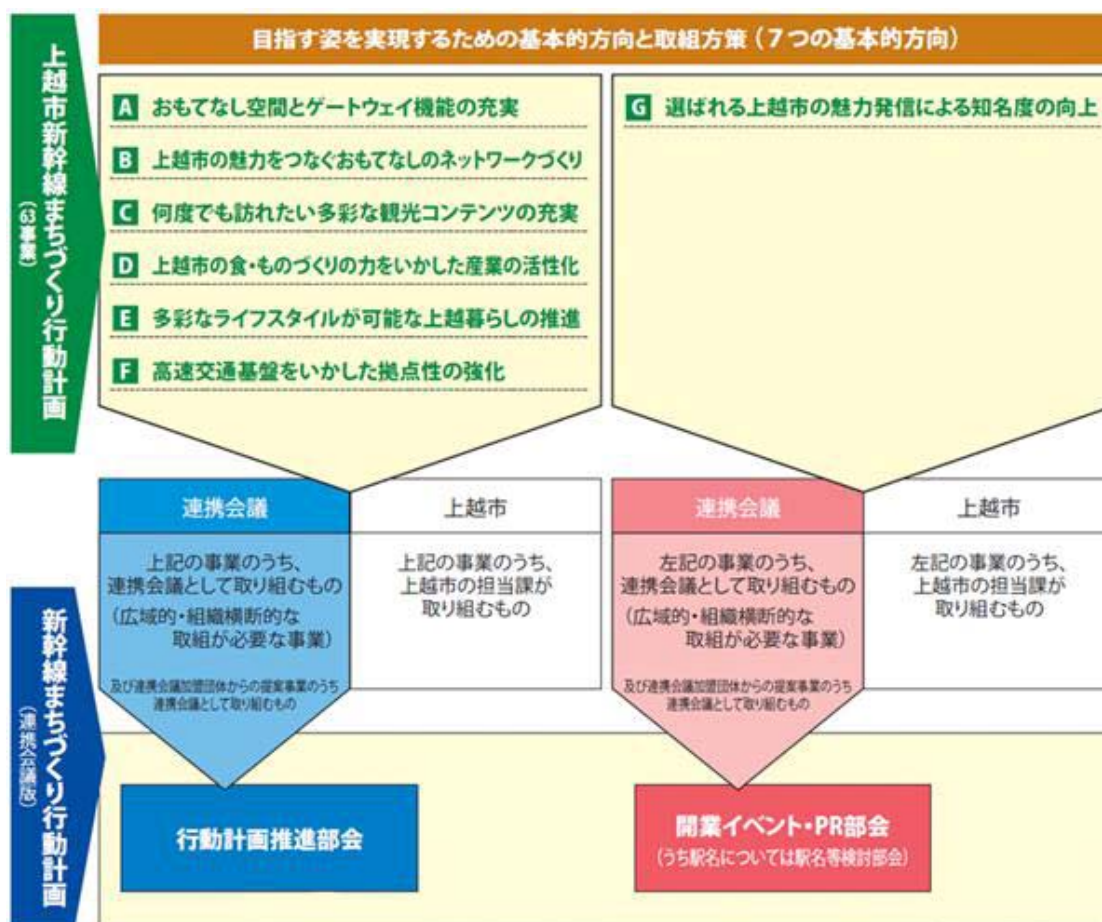 目指す姿を実現するための基本的方向と取組方策（７つの基本的方向）
上越市新幹線まちづくり行動計画
（63事業）
A おもてなし空間とゲートウェイ機能の充実
B 上越市の魅力をつなぐおもてなしのネットワークづくり
C 何度でも訪れたい多彩な観光コンテンツの充実
D 上越市の食・ものづくりの力をいかした産業の活性化
E 多彩なライフスタイルが可能な上越暮らしの推進
F 高速交通基盤をいかした拠点性の強化
G 選ばれる上越市の魅力発信による知名度の向上
新幹線まちづくり行動計画
（連携会議版）
連携会議
上記の事業のうち、
連携会議として取り組むもの
（広域的・組織横断的な
取組が必要な事業）
及び連携会議加盟団体からの提案事業のうち
連携会議として取り組むもの
上越市
上記の事業のうち、
上越市の担当課が
取り組むもの
連携会議
左記の事業のうち、
連携会議として取り組むもの
（広域的・組織横断的な
取組が必要な事業）
及び連携会議加盟団体からの提案事業のうち
連携会議として取り組むもの
上越市
左記の事業のうち、
上越市の担当課が
取り組むもの
行動計画推進部会
開業イベント・PR部会
（うち駅名については駅名等検討部会）